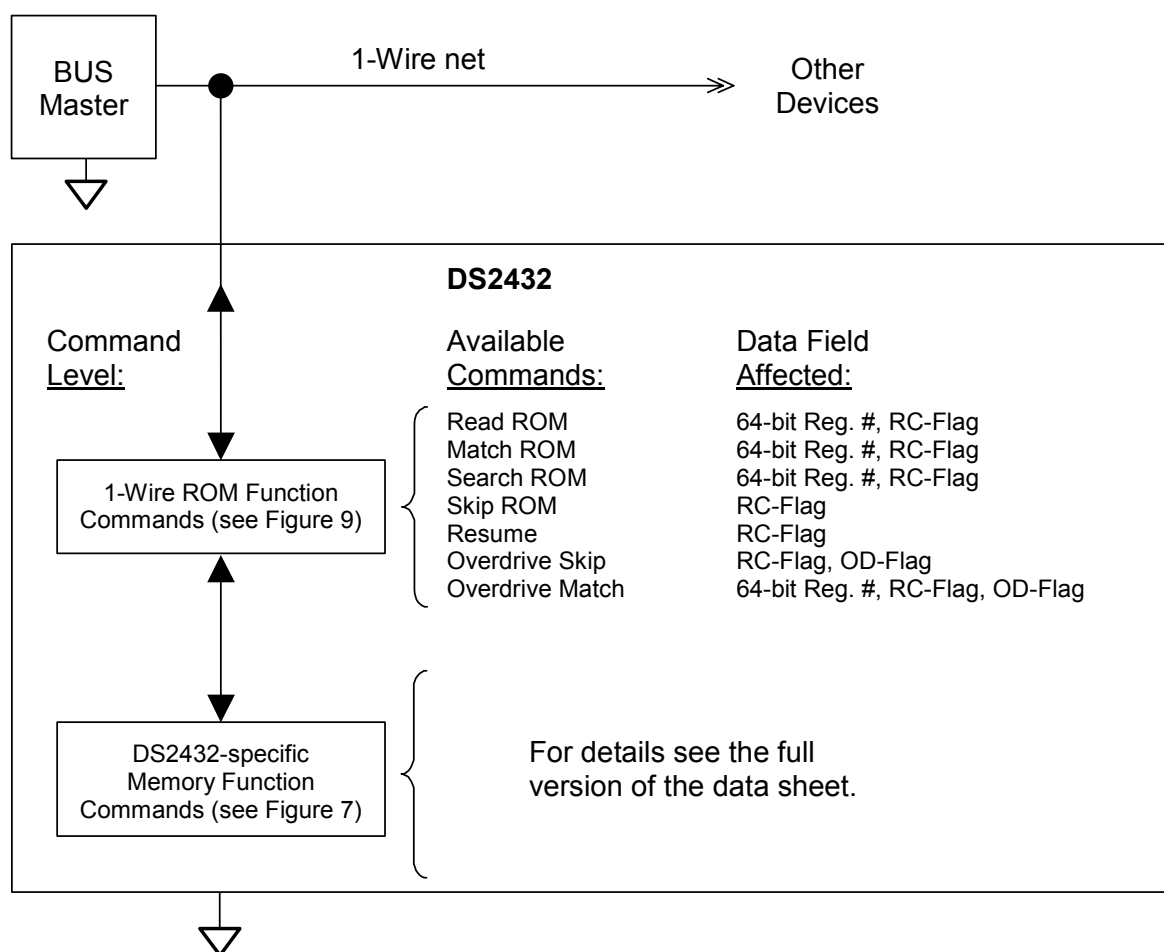 BUS
Master
1-Wire net
Other
Devices
DS2432
Command
Level:
Available
Commands:
Data Field
Affected:
1-Wire ROM Function
Commands (see Figure 9)
Read ROM 64-bit Reg. #, RC-Flag
Match ROM 64-bit Reg. #, RC-Flag
Search ROM 64-bit Reg. #, RC-Flag
Skip ROM RC-Flag
Resume RC-Flag
Overdrive Skip RC-Flag, OD-Flag
Overdrive Match 64-bit Reg. #, RC-Flag, OD-Flag
DS2432-specific
Memory Function
Commands (see Figure 7)
For details see the full
version of the data sheet.